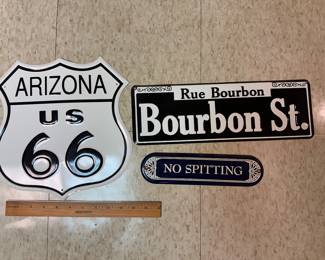 ARIZONA
US
66
Rue Bourbon
Bourbon St.
NO SPITTING